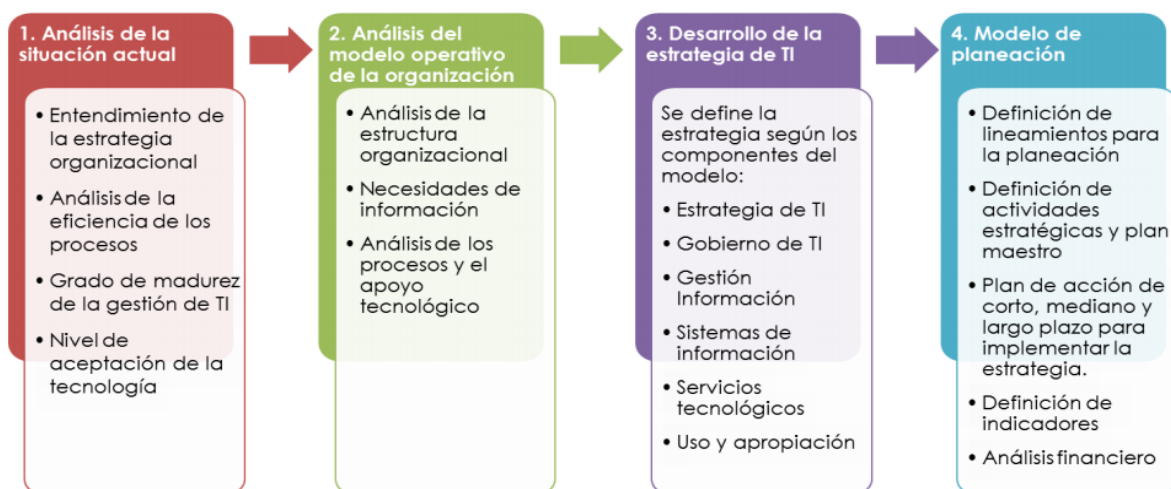 1. Análisis de la
situación actual
• Entendimiento de
la estrategia
organizacional
• Análisis de la
eficiencia de los
procesos
• Grado de madurez
de la gestión de TI
• Nivel de
aceptación de la
tecnología
2. Análisis del
modelo operativo
de la organización
• Análisis de la
estructura
organizacional
• Necesidades de
información
• Análisis de los
procesos y el
apoyo
tecnológico
3. Desarrollo de la
estrategia de TI
Se define la
estrategia según los
componentes del
modelo:
• Estrategia de TI
• Gobierno de TI
• Gestión
Información
• Sistemas de
información
• Servicios
tecnológicos
• Uso y apropiación
4. Modelo de
planeación
• Definición de
lineamientos para
la planeación
• Definición de
actividades
estratégicas y plan
maestro
• Plan de acción de
corto, mediano y
largo plazo para
implementar la
estrategia.
• Definición de
indicadores
• Análisis financiero